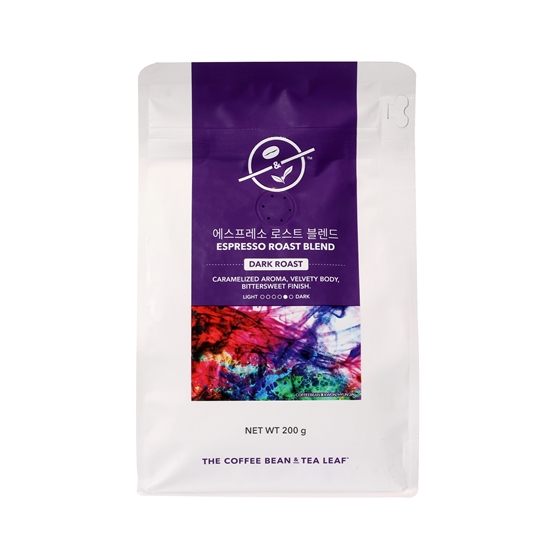 &
TM
에스프레소 로스트 블렌드
ESPRESSO ROAST BLEND
DARK ROAST
CARAMELIZED AROMA, VELVETY BODY,
BITTERSWEET FINISH.
LIGHT DARK
NET WT 200 g
THE COFFEE BEAN & TEA LEAF